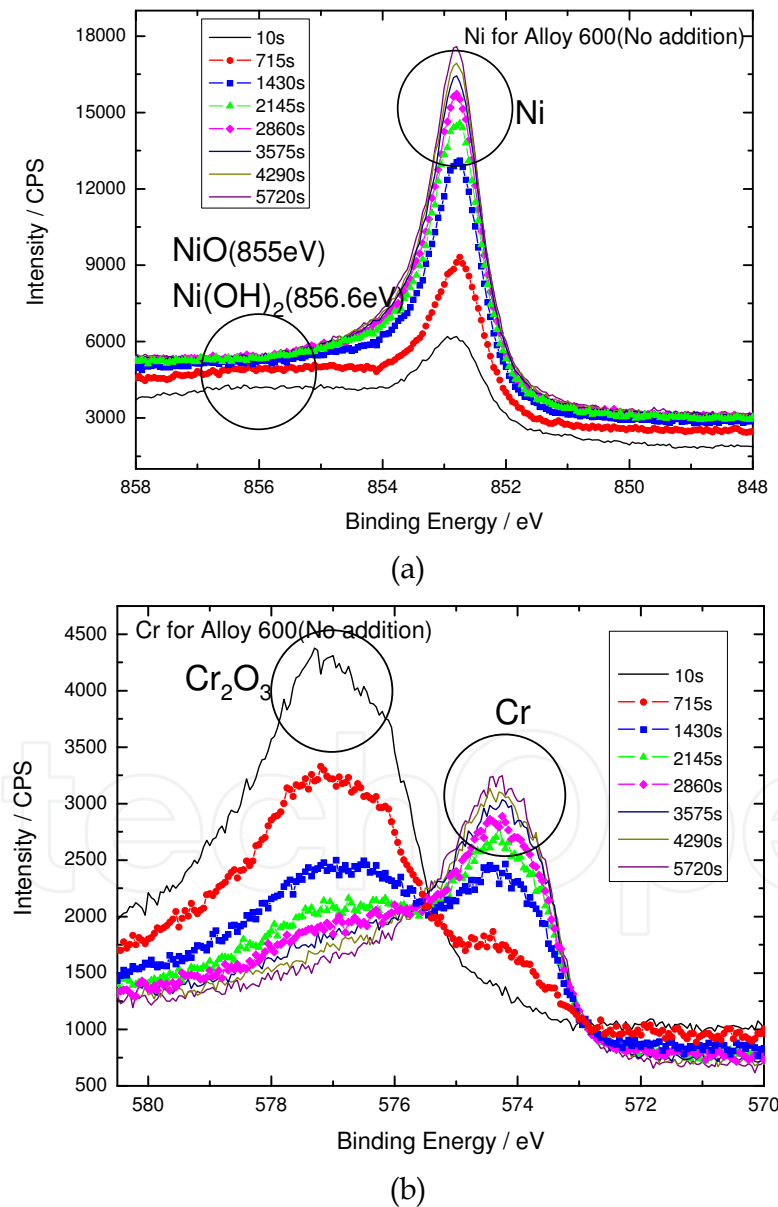 Ni for Alloy 600(No addition)
10s
715s
1430s
2145s
2860s
3575s
4290s
5720s
18000
15000
12000
9000
6000
3000
Intensity / CPS
Ni
NiO(855eV)
Ni(OH)₂(856.6eV)
858
856
854
852
850
848
Binding Energy / eV
(a)
Cr for Alloy 600(No addition)
Cr₂O₃
Cr
10s
715s
1430s
2145s
2860s
3575s
4290s
5720s
4500
4000
3500
3000
2500
2000
1500
1000
500
Intensity / CPS
580
578
576
574
572
570
Binding Energy / eV
(b)